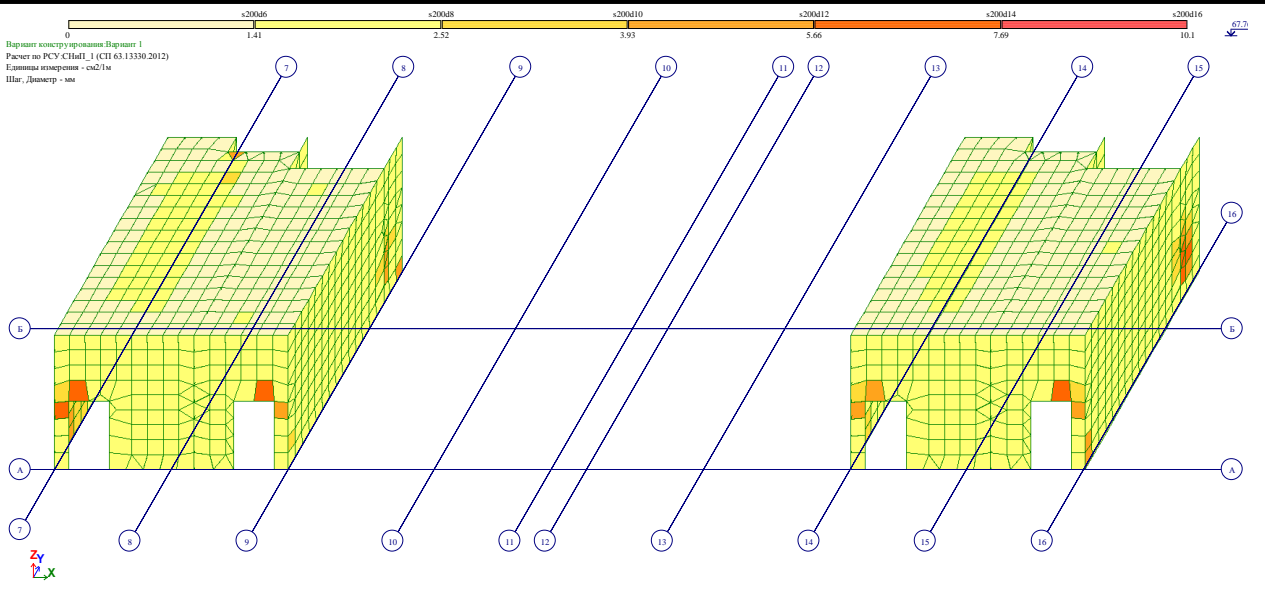 s200d6 s200d8 s200d10 s200d12 s200d14 s200d16
0 1.41 2.52 3.93 5.66 7.69 10.1
Вариант конструирования:Вариант 1
Расчет по РСУ:СНиП_1 (СП 63.13330.2012)
Единицы измерения - см2/1м
Шаг, Диаметр - мм
7 8 9 10 11 12 13 14 15
16
Б Б
А А
7 8 9 10 11 12 13 14 15 16
Z Y
X